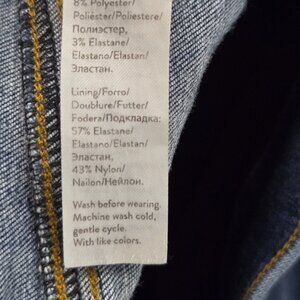 8% Polyester/
Poliéster/Poliestere/
Полиэстер,
3% Elastane/
Elastano/Elastan/
Эластан.
Lining/Forro/
Doublure/Futter/
Fodera/Подкладка:
57% Elastane/
Elastano/Elastan/
Эластан,
43% Nylon/
Nailon/Нейлон.
Wash before wearing.
Machine wash cold,
gentle cycle.
With like colors.